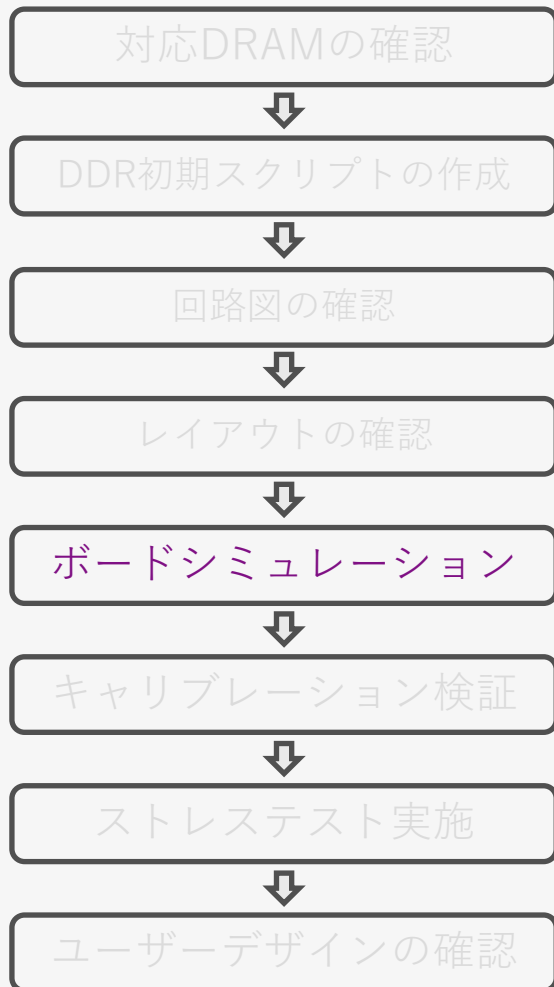 対応DRAMの確認
DDR初期スクリプトの作成
回路図の確認
レイアウトの確認
ボードシミュレーション
キャリブレーション検証
ストレステスト実施
ユーザーデザインの確認